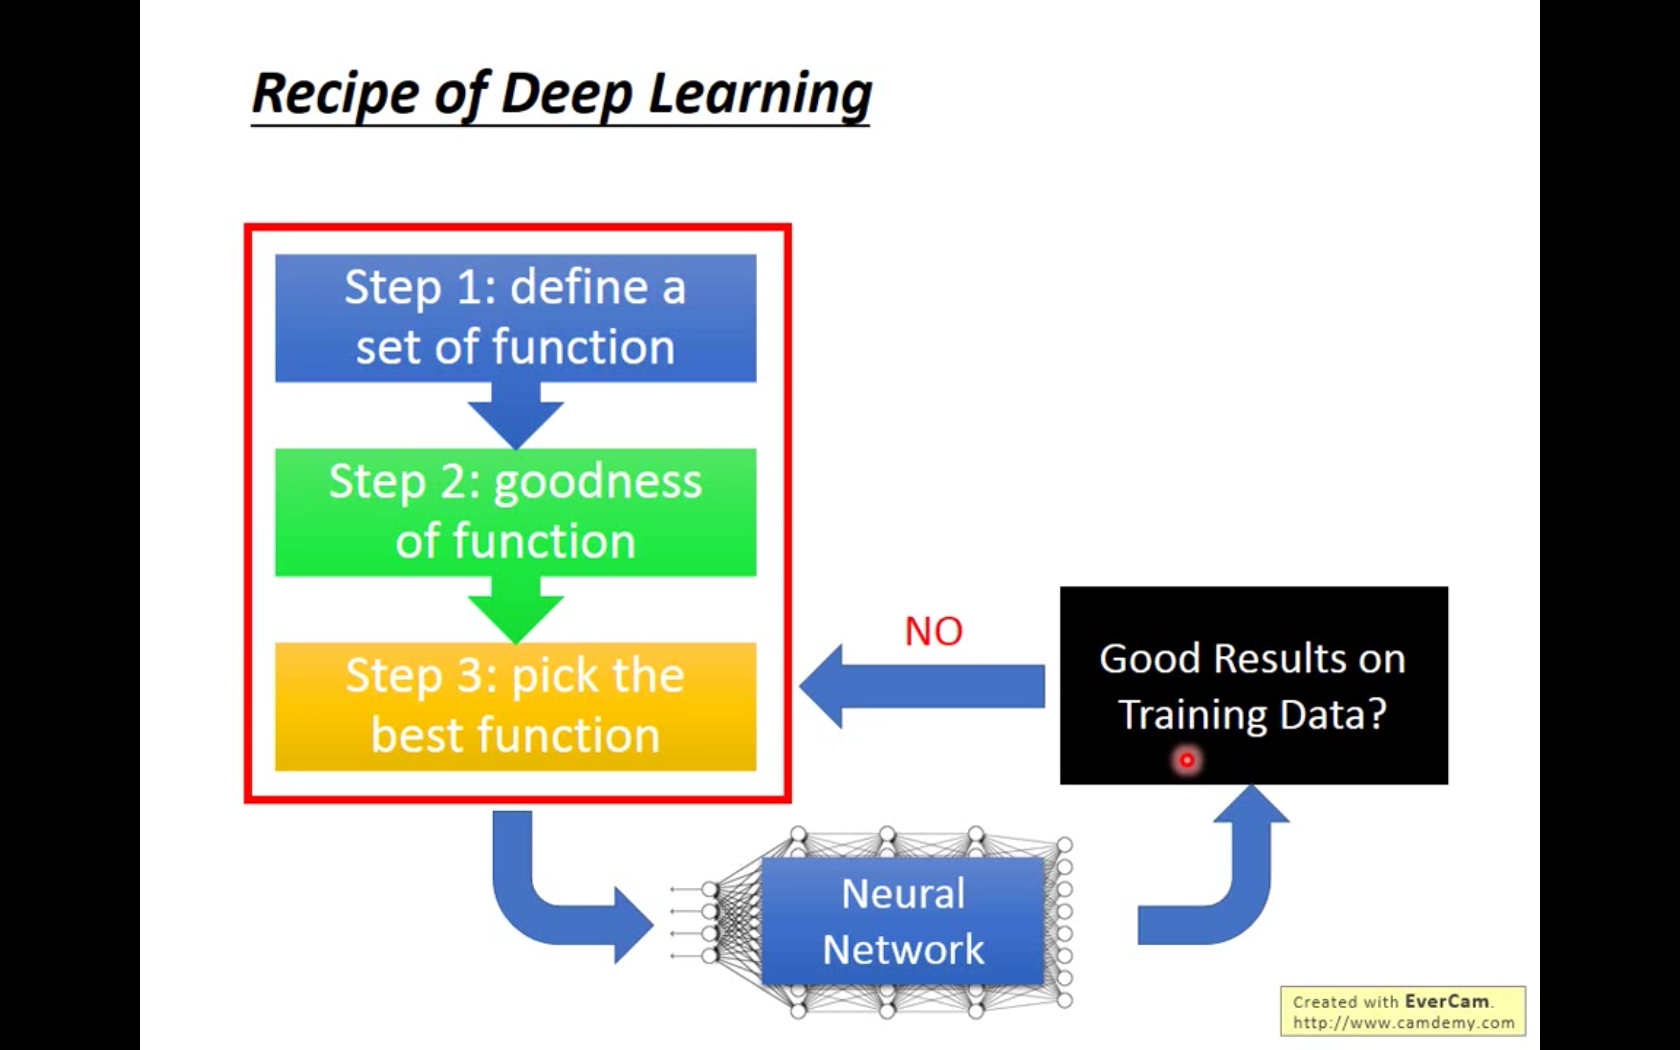 Recipe of Deep Learning
Step 1: define a
set of function
Step 2: goodness
of function
Step 3: pick the
best function
NO
Good Results on
Training Data?
Neural
Network
Created with EverCam.
http://www.camdemy.com